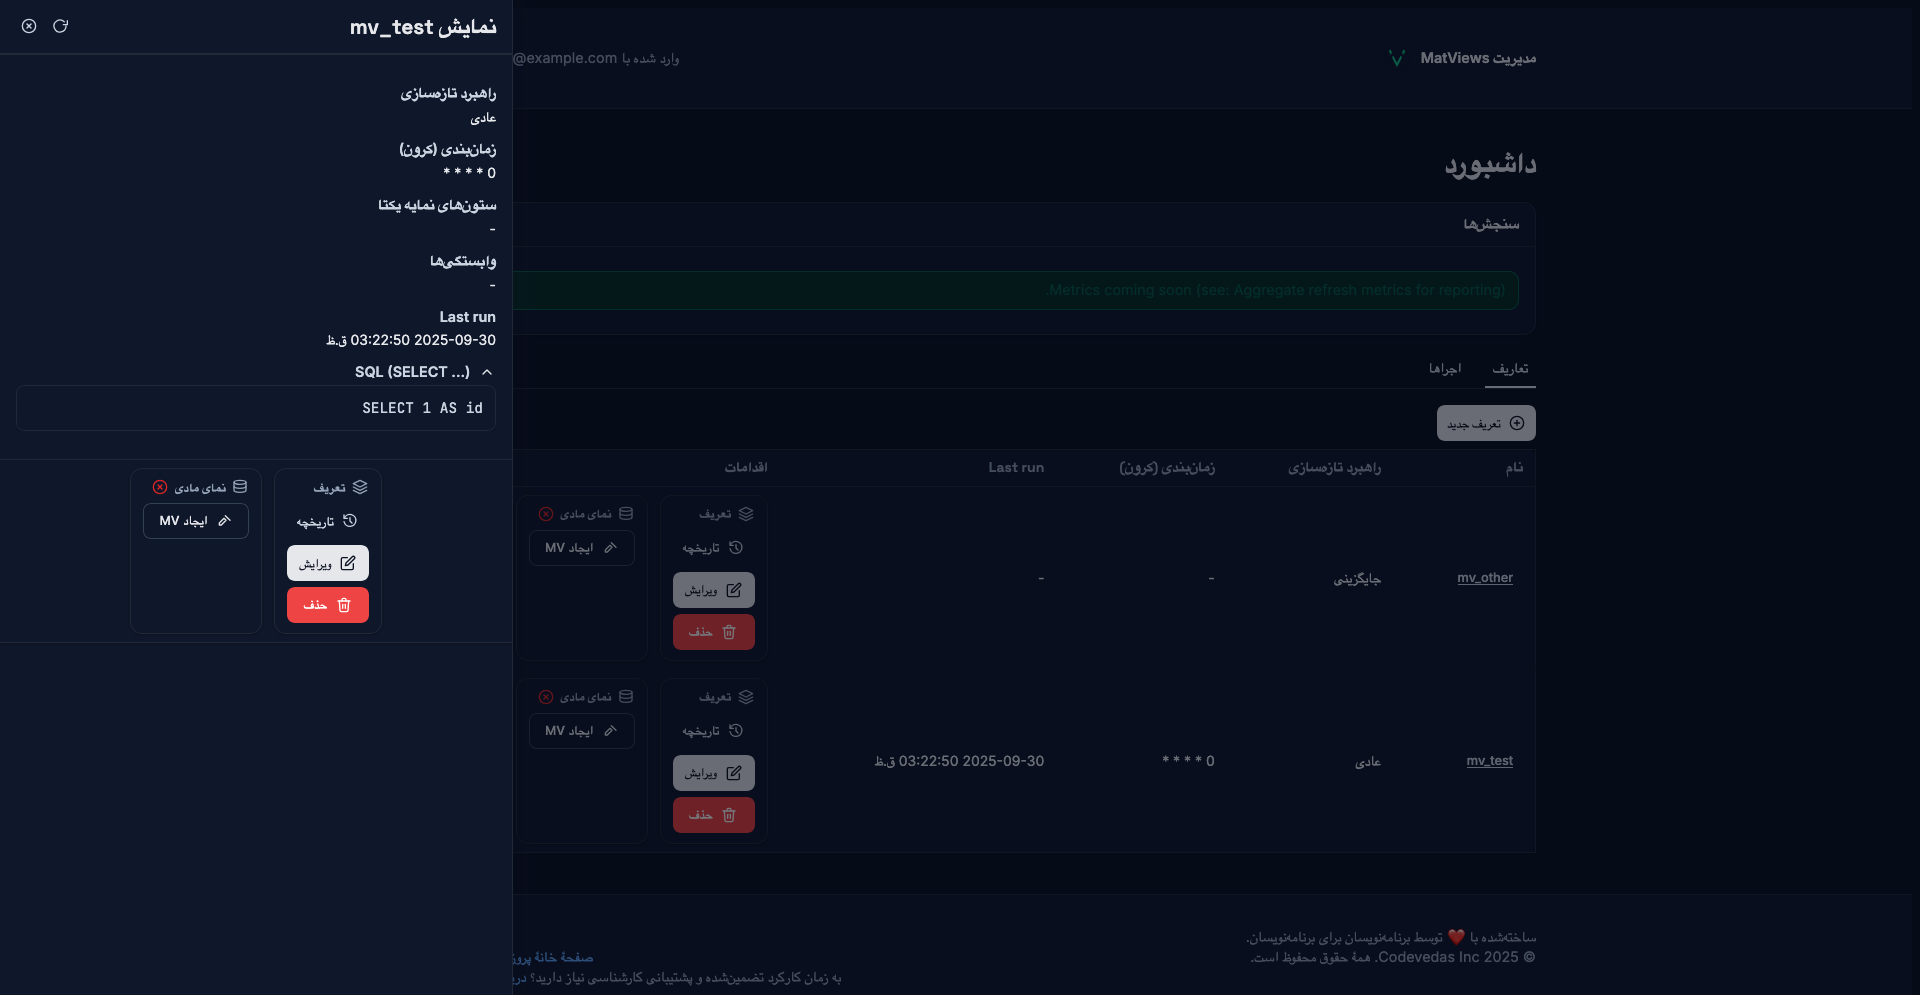 نمایش mv_test
راهبرد تازه‌سازی
عادی
زمان‌بندی (کرون)
0 * * * *
ستون‌های نمایه یکتا
-
وابستگی‌ها
-
Last run
2025-09-30 03:22:50 ق.ظ
SQL (SELECT ...)
SELECT 1 AS id
تعریف
تاریخچه
ویرایش
حذف
نمای مادی
ایجاد MV
مدیریت MatViews
وارد شده با @example.com
داشبورد
سنجش‌ها
Metrics coming soon (see: Aggregate refresh metrics for reporting).
تعاریف
اجراها
تعریف جدید
نام راهبرد تازه‌سازی زمان‌بندی (کرون) Last run اقدامات
mv_other جایگزینی - -
تعریف
تاریخچه
ویرایش
حذف
نمای مادی
ایجاد MV
mv_test عادی 0 * * * * 2025-09-30 03:22:50 ق.ظ
تعریف
تاریخچه
ویرایش
حذف
نمای مادی
ایجاد MV
ساخته‌شده با ❤️ توسط برنامه‌نویسان برای برنامه‌نویسان.
© 2025 Codevedas Inc. همهٔ حقوق محفوظ است.
صفحهٔ خانهٔ
به زمان کارکرد تضمین‌شده و پشتیبانی کارشناسی نیاز دارید؟